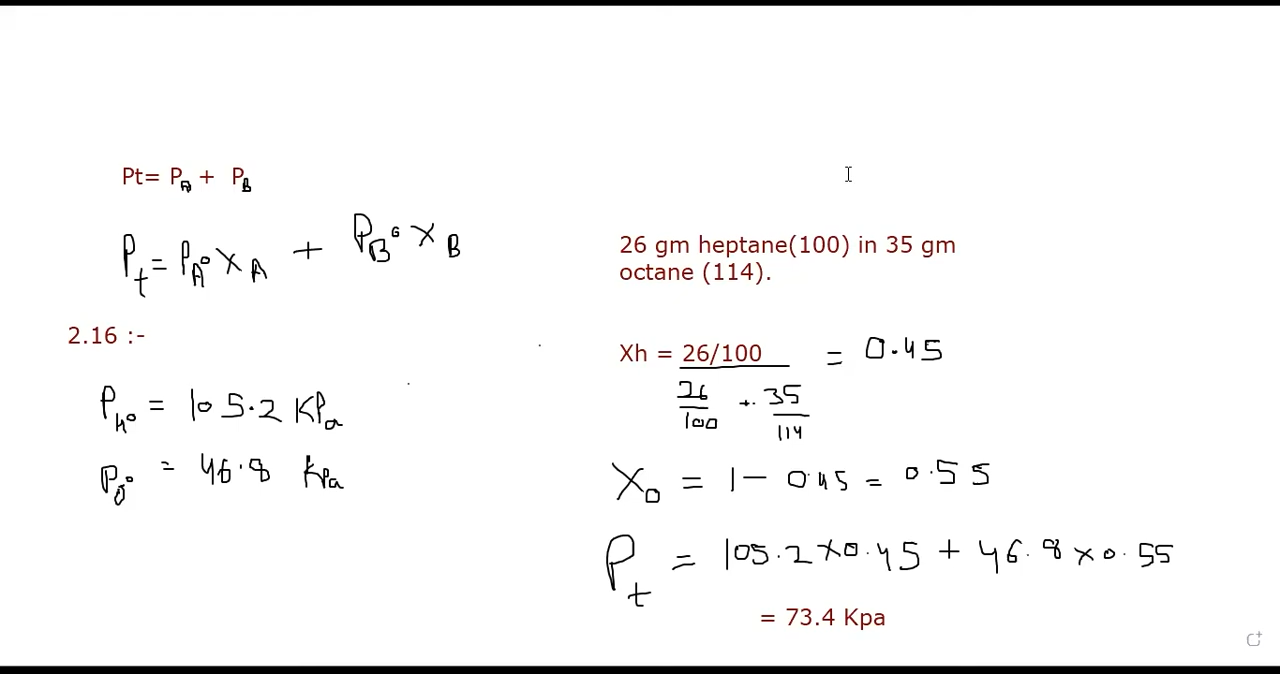 Pt= PA + PB
Pt = PA° XA + PB° XB
2.16 :-
PH° = 105.2 KPa
PO° = 46.8 KPa
26 gm heptane(100) in 35 gm
octane (114).
Xh = 26/100 = 0.45
26 + 35
100 114
XO = 1 - 0.45 = 0.55
Pt = 105.2 X 0.45 + 46.8 X 0.55
= 73.4 Kpa